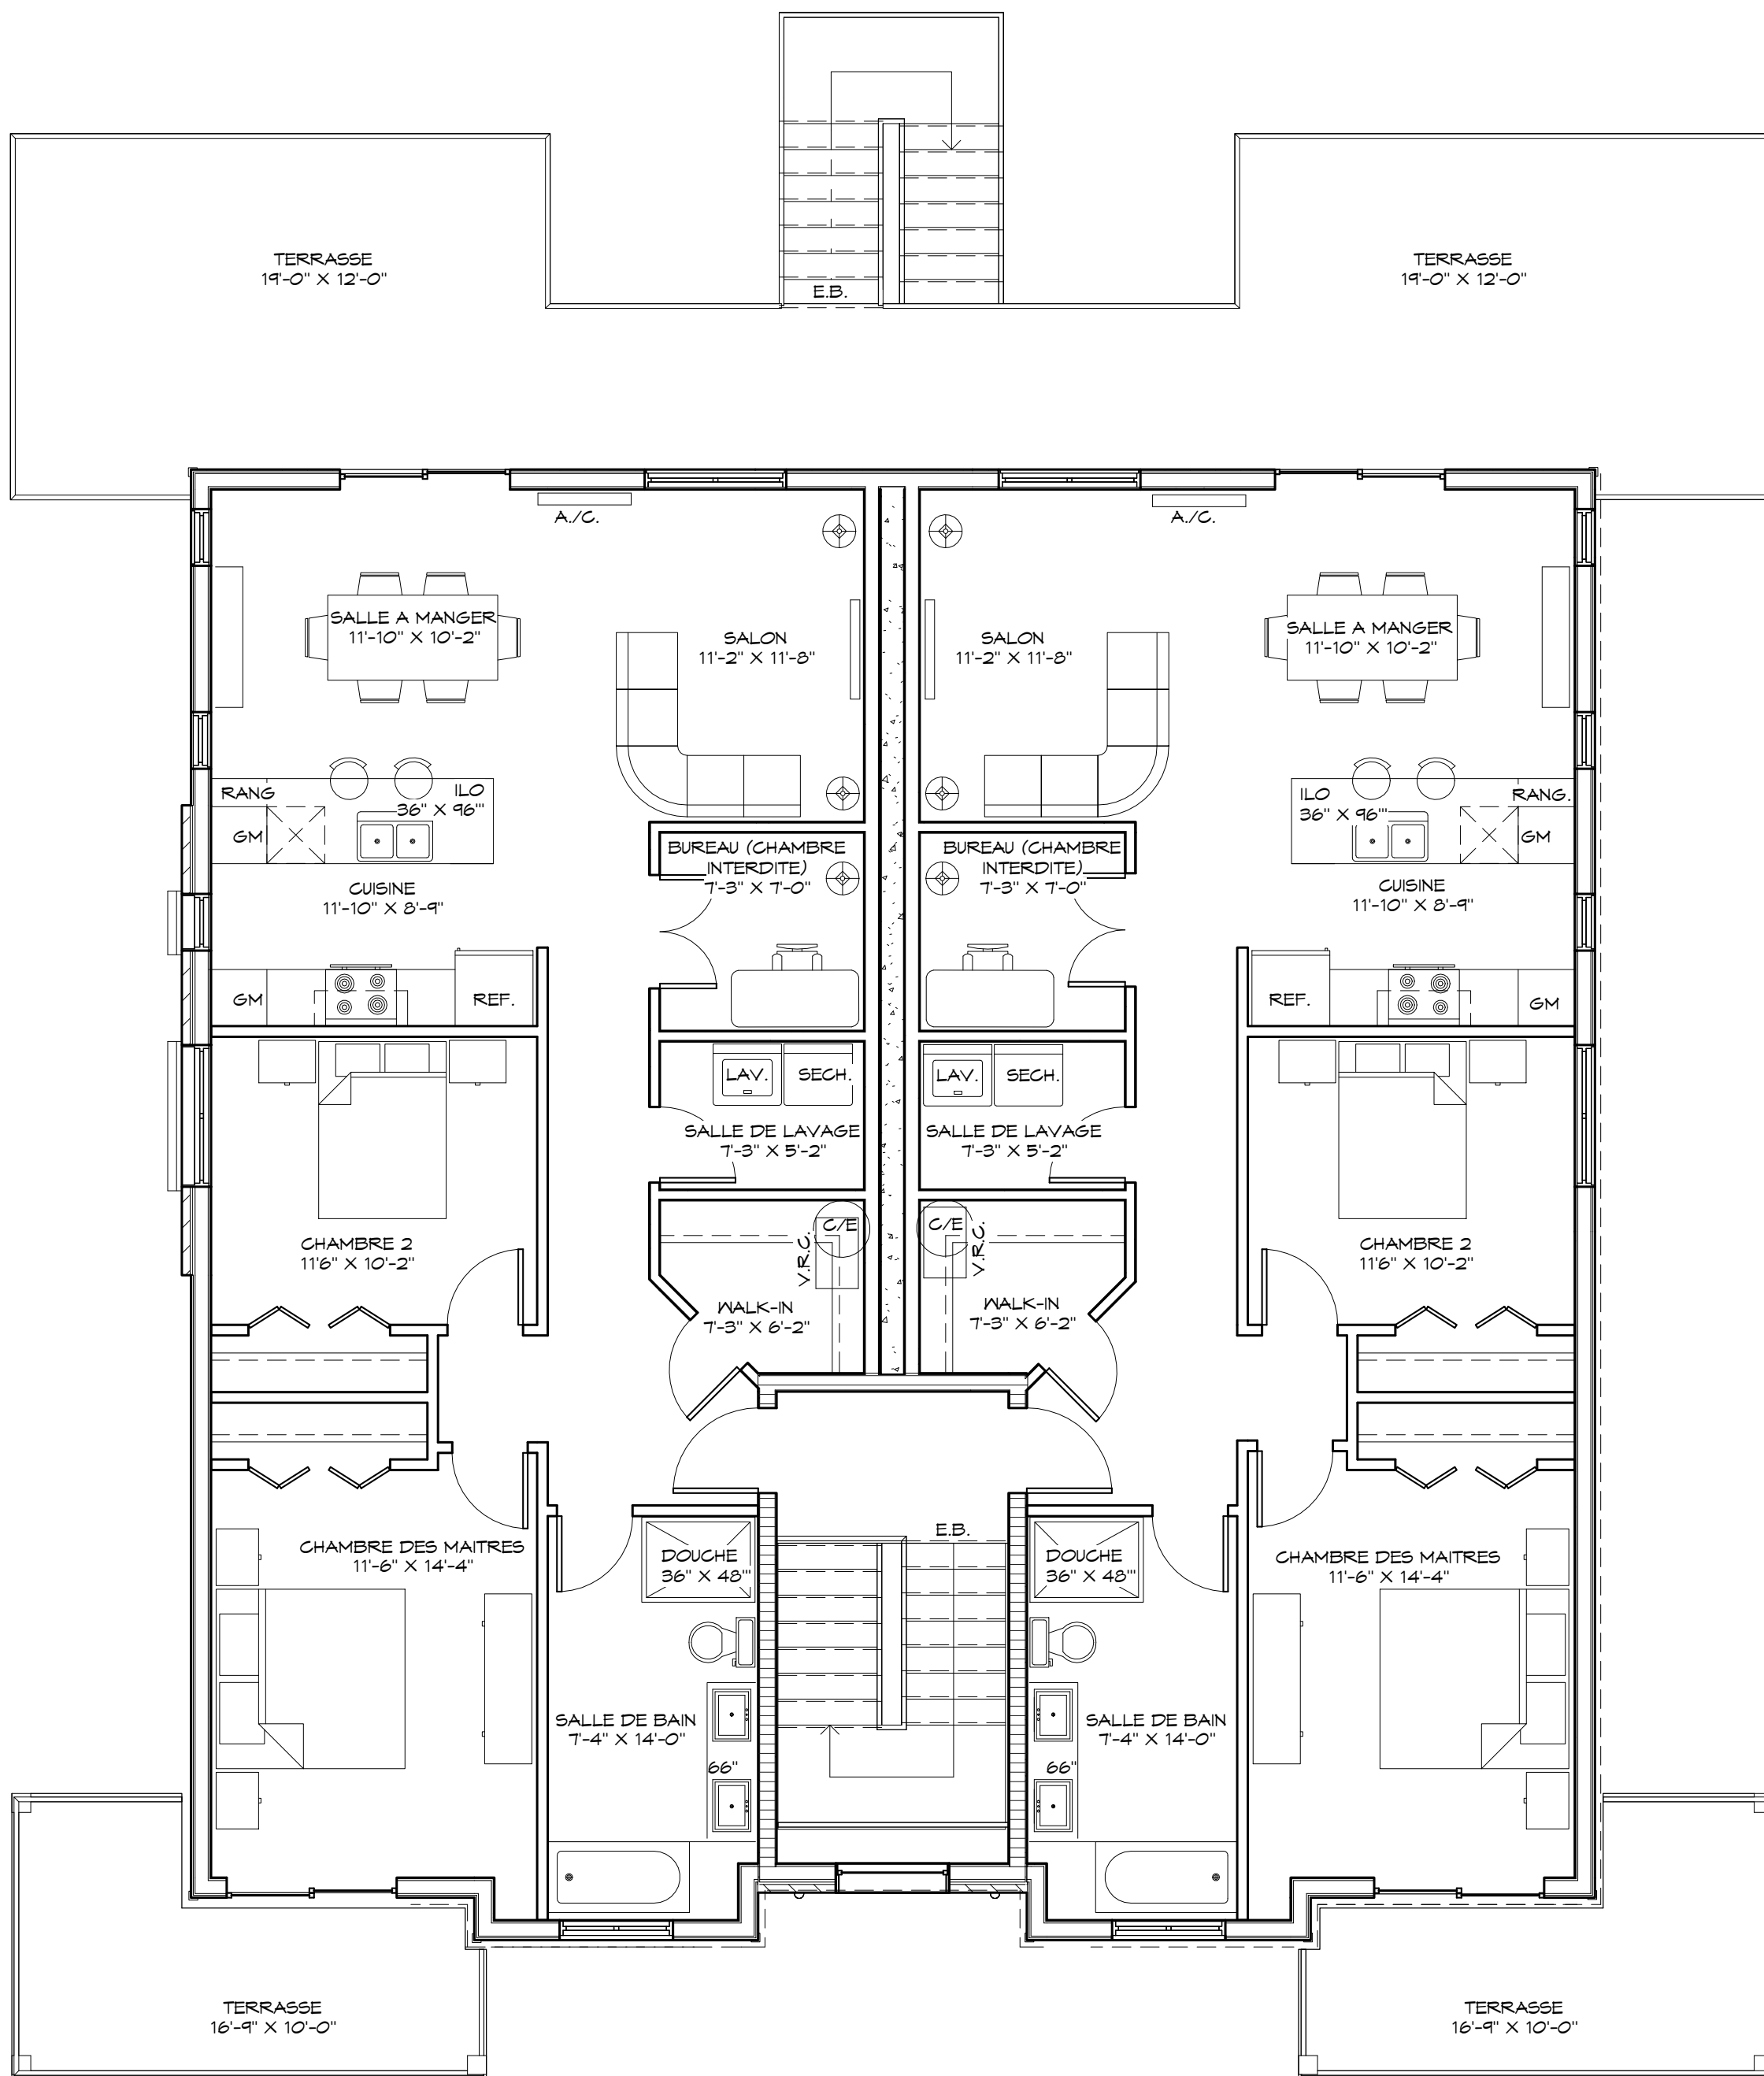 TERRASSE
19'-0" X 12'-0"
TERRASSE
19'-0" X 12'-0"
E.B.
A./C.
A./C.
SALLE A MANGER
11'-10" X 10'-2"
SALON
11'-2" X 11'-8"
SALON
11'-2" X 11'-8"
SALLE A MANGER
11'-10" X 10'-2"
RANG
ILO
36" X 96"'
GM
ILO
36" X 96"'
RANG.
GM
BUREAU (CHAMBRE
INTERDITE)
7'-3" X 7'-0"
BUREAU (CHAMBRE
INTERDITE)
7'-3" X 7'-0"
CUISINE
11'-10" X 8'-9"
CUISINE
11'-10" X 8'-9"
GM
REF.
REF.
GM
LAV.
SECH.
LAV.
SECH.
SALLE DE LAVAGE
7'-3" X 5'-2"
SALLE DE LAVAGE
7'-3" X 5'-2"
C/E
V.R.C.
C/E
V.R.C.
CHAMBRE 2
11'6" X 10'-2"
CHAMBRE 2
11'6" X 10'-2"
WALK-IN
7'-3" X 6'-2"
WALK-IN
7'-3" X 6'-2"
E.B.
CHAMBRE DES MAITRES
11'-6" X 14'-4"
DOUCHE
36" X 48"'
DOUCHE
36" X 48"'
CHAMBRE DES MAITRES
11'-6" X 14'-4"
SALLE DE BAIN
7'-4" X 14'-0"
SALLE DE BAIN
7'-4" X 14'-0"
66"
66"
TERRASSE
16'-9" X 10'-0"
TERRASSE
16'-9" X 10'-0"